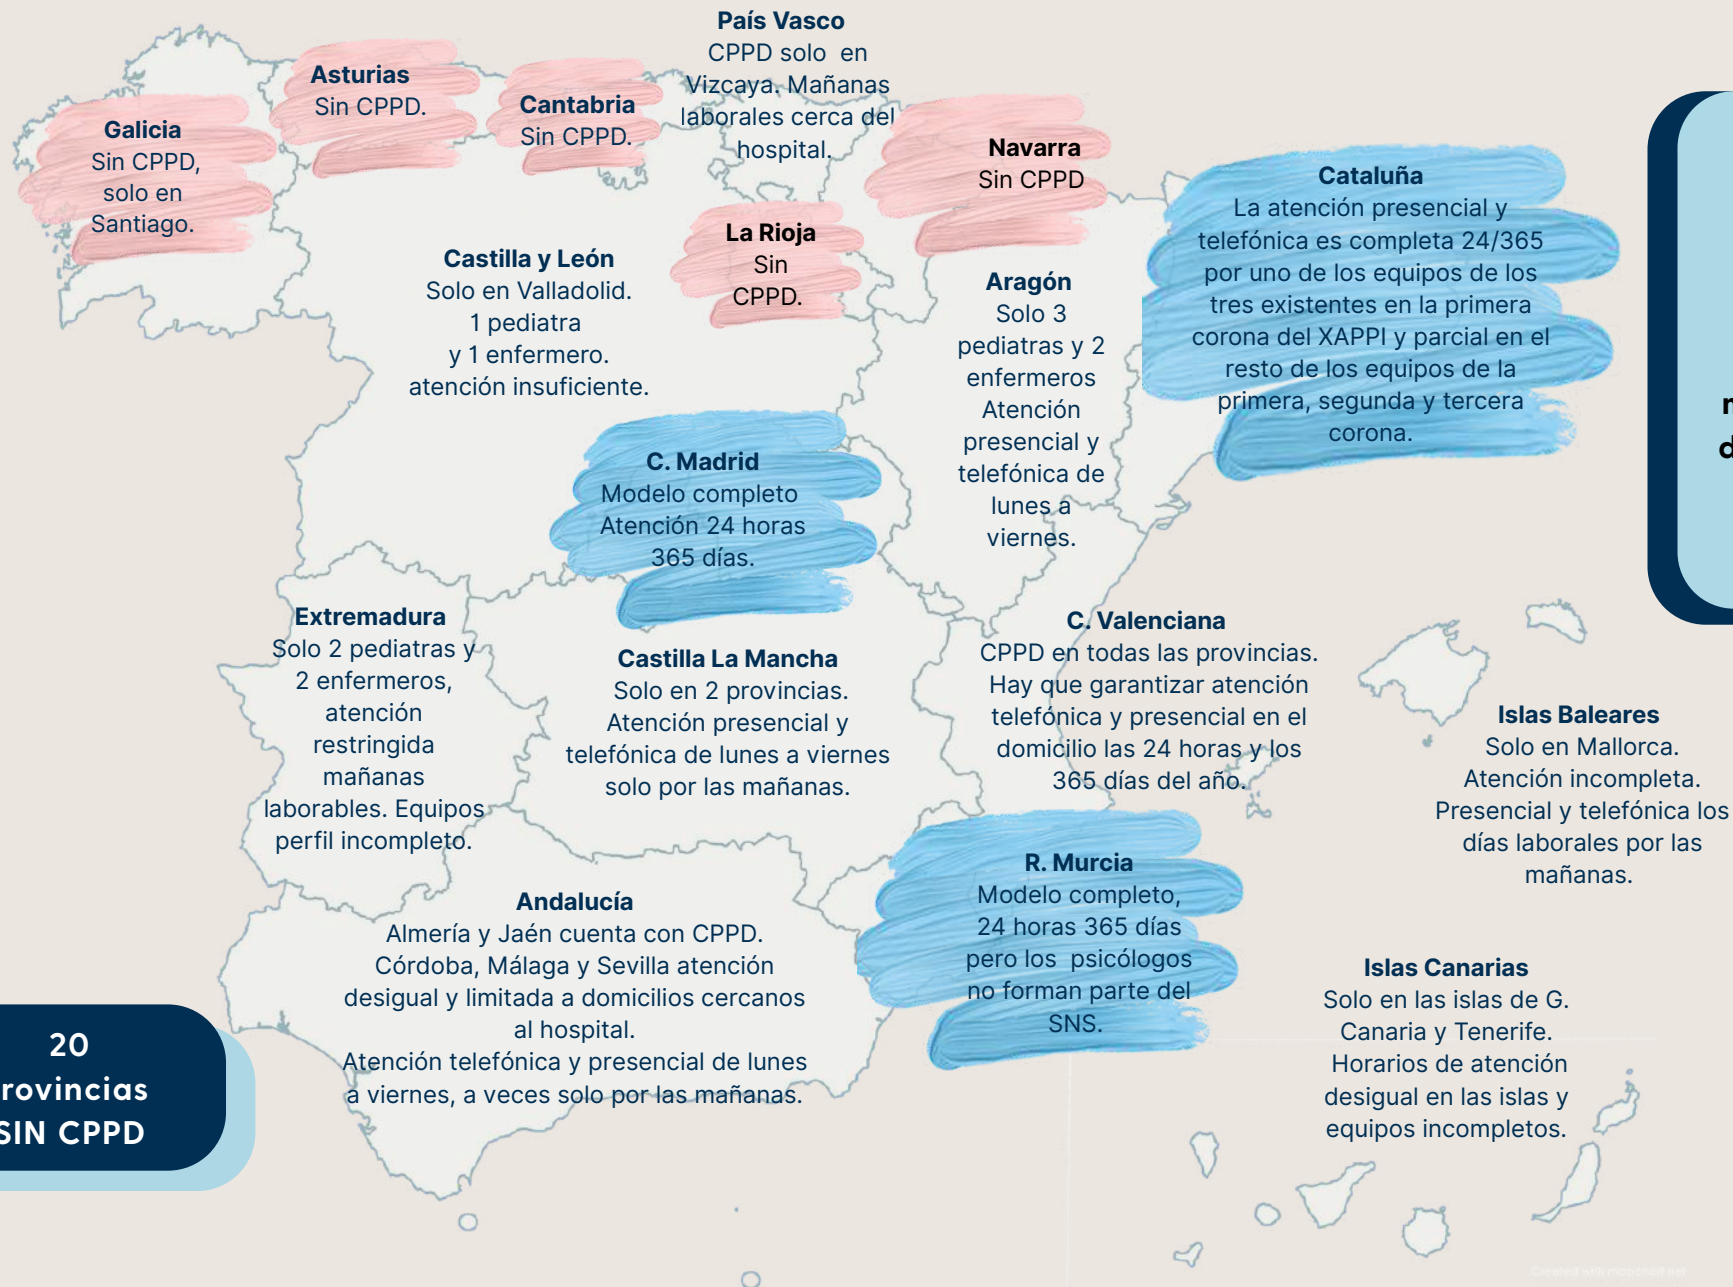 País Vasco
CPPD solo en
Vizcaya. Mañanas
laborales cerca del
hospital.
Asturias
Sin CPPD.
Cantabria
Sin CPPD.
Galicia
Sin CPPD,
solo en
Santiago.
Navarra
Sin CPPD
Cataluña
La atención presencial y
telefónica es completa 24/365
por uno de los equipos de los
tres existentes en la primera
corona del XAPPI y parcial en el
resto de los equipos de la
primera, segunda y tercera
corona.
La Rioja
Sin
CPPD.
Castilla y León
Solo en Valladolid.
1 pediatra
y 1 enfermero.
atención insuficiente.
Aragón
Solo 3
pediatras y 2
enfermeros
Atención
presencial y
telefónica de
lunes a
viernes.
C. Madrid
Modelo completo
Atención 24 horas
365 días.
Extremadura
Solo 2 pediatras y
2 enfermeros,
atención
restringida
mañanas
laborables. Equipos
perfil incompleto.
Castilla La Mancha
Solo en 2 provincias.
Atención presencial y
telefónica de lunes a viernes
solo por las mañanas.
C. Valenciana
CPPD en todas las provincias.
Hay que garantizar atención
telefónica y presencial en el
domicilio las 24 horas y los
365 días del año.
Islas Baleares
Solo en Mallorca.
Atención incompleta.
Presencial y telefónica los
días laborales por las
mañanas.
R. Murcia
Modelo completo,
24 horas 365 días
pero los psicólogos
no forman parte del
SNS.
Andalucía
Almería y Jaén cuenta con CPPD.
Córdoba, Málaga y Sevilla atención
desigual y limitada a domicilios cercanos
al hospital.
Atención telefónica y presencial de lunes
a viernes, a veces solo por las mañanas.
Islas Canarias
Solo en las islas de G.
Canaria y Tenerife.
Horarios de atención
desigual en las islas y
equipos incompletos.
20
rovincias
SIN CPPD